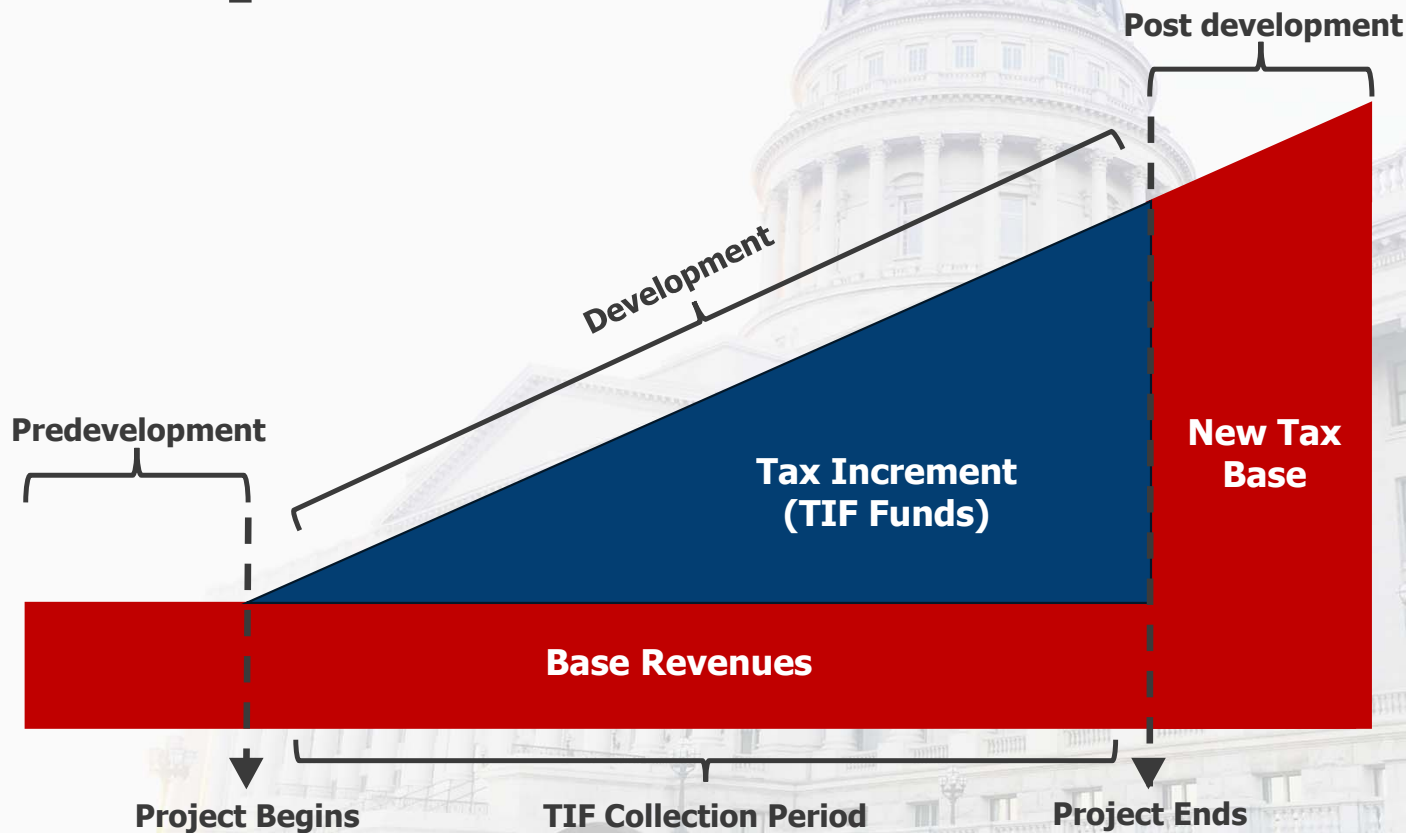 Post development
Development
Predevelopment
New Tax
Base
Tax Increment
(TIF Funds)
Base Revenues
Project Begins
TIF Collection Period
Project Ends